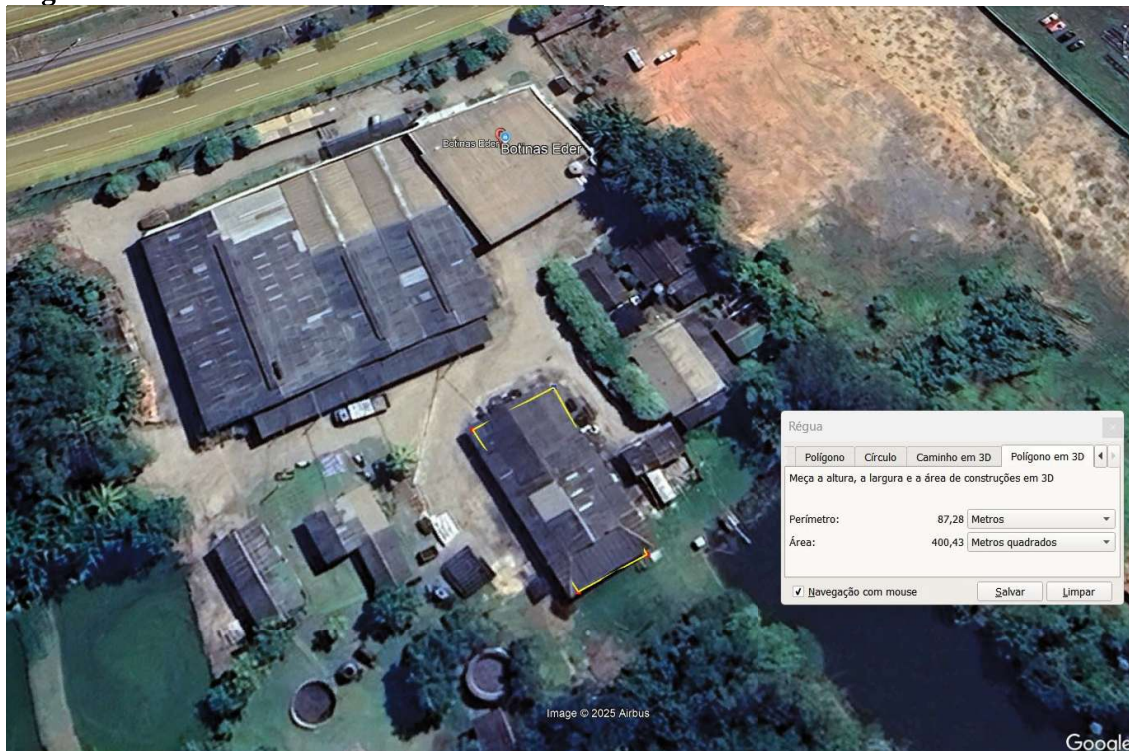 Botinas Eder
Botinas Eder
Régua
Polígono
Círculo
Caminho em 3D
Polígono em 3D
Meça a altura, a largura e a área de construções em 3D
Perímetro:
87,28
Metros
Área:
400,43
Metros quadrados
Navegação com mouse
Salvar
Limpar
Image © 2025 Airbus
Google